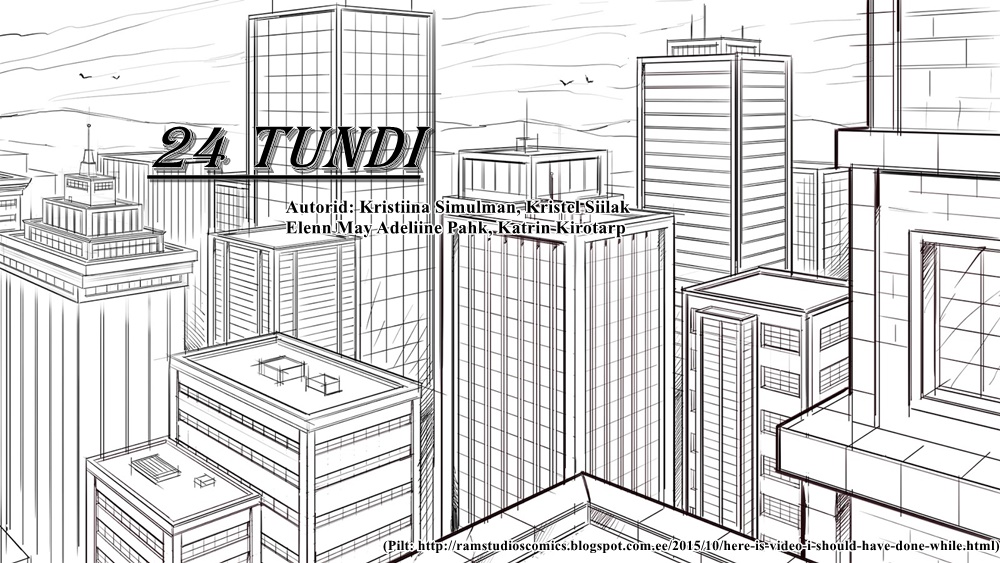 24 TUNDI
Autorid: Kristiina Simulman, Kristel Siilak
Elenn May Adeliine Pahk, Katrin Kirotarp
(Pilt: http://ramstudioscomics.blogspot.com.ee/2015/10/here-is-video-i-should-have-done-while.html)